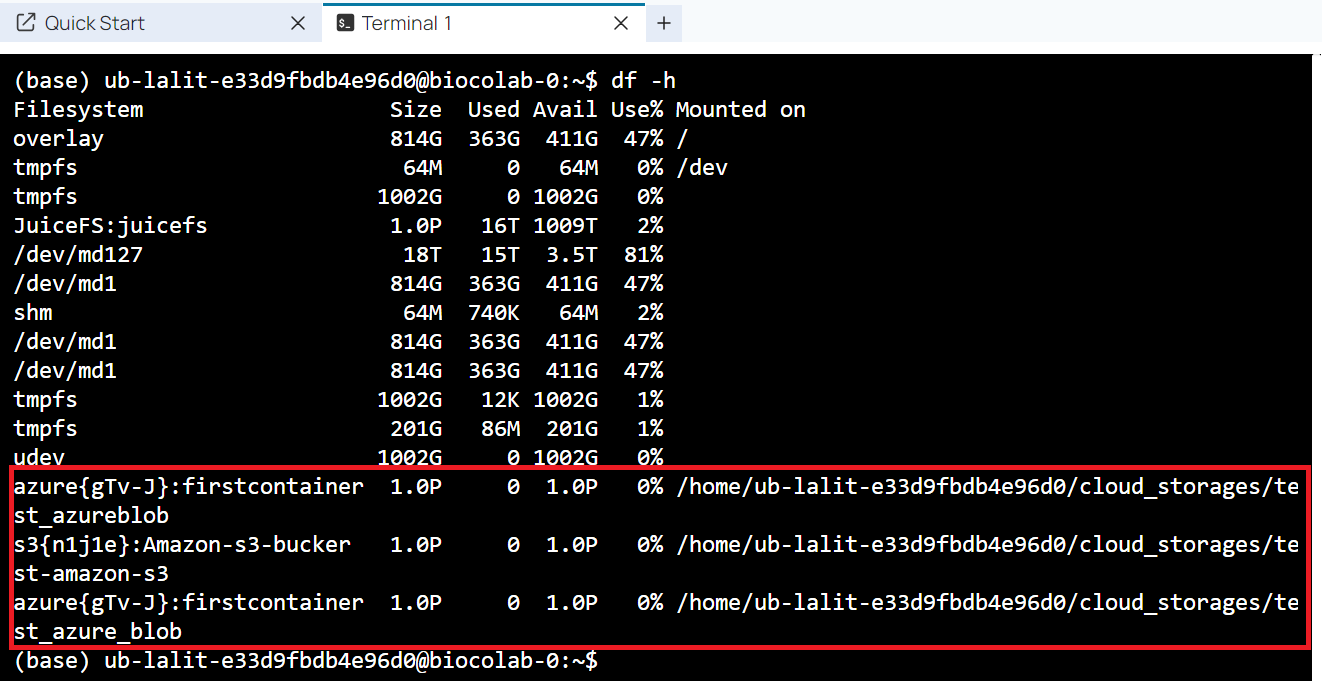 Quick Start
Terminal 1
(base) ub-lalit-e33d9fbdb4e96d0@biocolab-0:~$ df -h
Filesystem                   Size  Used Avail Use% Mounted on
overlay                      814G  363G  411G  47% /
tmpfs                         64M     0   64M   0% /dev
tmpfs                       1002G     0 1002G   0%
JuiceFS:juicefs              1.0P   16T 1009T   2%
/dev/md127                    18T   15T  3.5T  81%
/dev/md1                     814G  363G  411G  47%
shm                           64M  740K   64M   2%
/dev/md1                     814G  363G  411G  47%
/dev/md1                     814G  363G  411G  47%
tmpfs                       1002G   12K 1002G   1%
tmpfs                        201G   86M  201G   1%
udev                        1002G     0 1002G   0%
azure{gTv-J}:firstcontainer  1.0P     0  1.0P   0% /home/ub-lalit-e33d9fbdb4e96d0/cloud_storages/te
st_azureblob
s3{n1j1e}:Amazon-s3-bucker   1.0P     0  1.0P   0% /home/ub-lalit-e33d9fbdb4e96d0/cloud_storages/te
st-amazon-s3
azure{gTv-J}:firstcontainer  1.0P     0  1.0P   0% /home/ub-lalit-e33d9fbdb4e96d0/cloud_storages/te
st_azure_blob
(base) ub-lalit-e33d9fbdb4e96d0@biocolab-0:~$